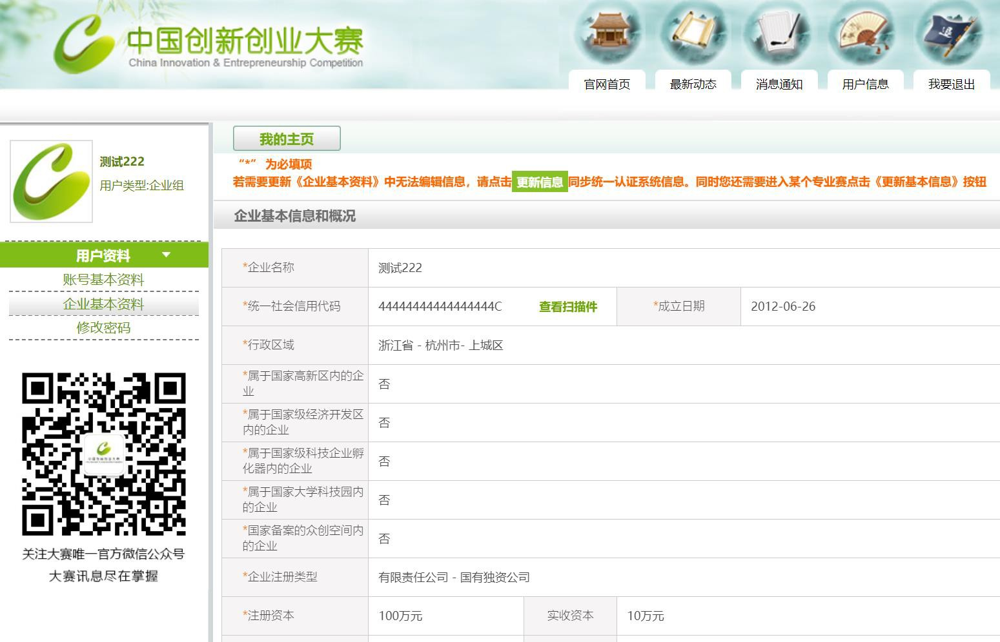 中国创新创业大赛
China Innovation & Entrepreneurship Competition
退
官网首页
最新动态
消息通知
用户信息
我要退出
测试222
用户类型:企业组
用户资料
账号基本资料
企业基本资料
修改密码
中国创新创业大赛
关注大赛唯一官方微信公众号
大赛讯息尽在掌握
我的主页
“*” 为必填项
若需要更新《企业基本资料》中无法编辑信息，请点击 更新信息 同步统一认证系统信息。同时您还需要进入某个专业赛点击《更新基本信息》按钮
企业基本信息和概况
*企业名称 测试222
*统一社会信用代码 44444444444444444C 查看扫描件 *成立日期 2012-06-26
*行政区域 浙江省 - 杭州市- 上城区
*属于国家高新区内的企
业
否
*属于国家级经济开发区
内的企业
否
*属于国家级科技企业孵
化器内的企业
否
*属于国家大学科技园内
的企业
否
*国家备案的众创空间内
的企业
否
*企业注册类型 有限责任公司 - 国有独资公司
*注册资本 100万元 实收资本 10万元